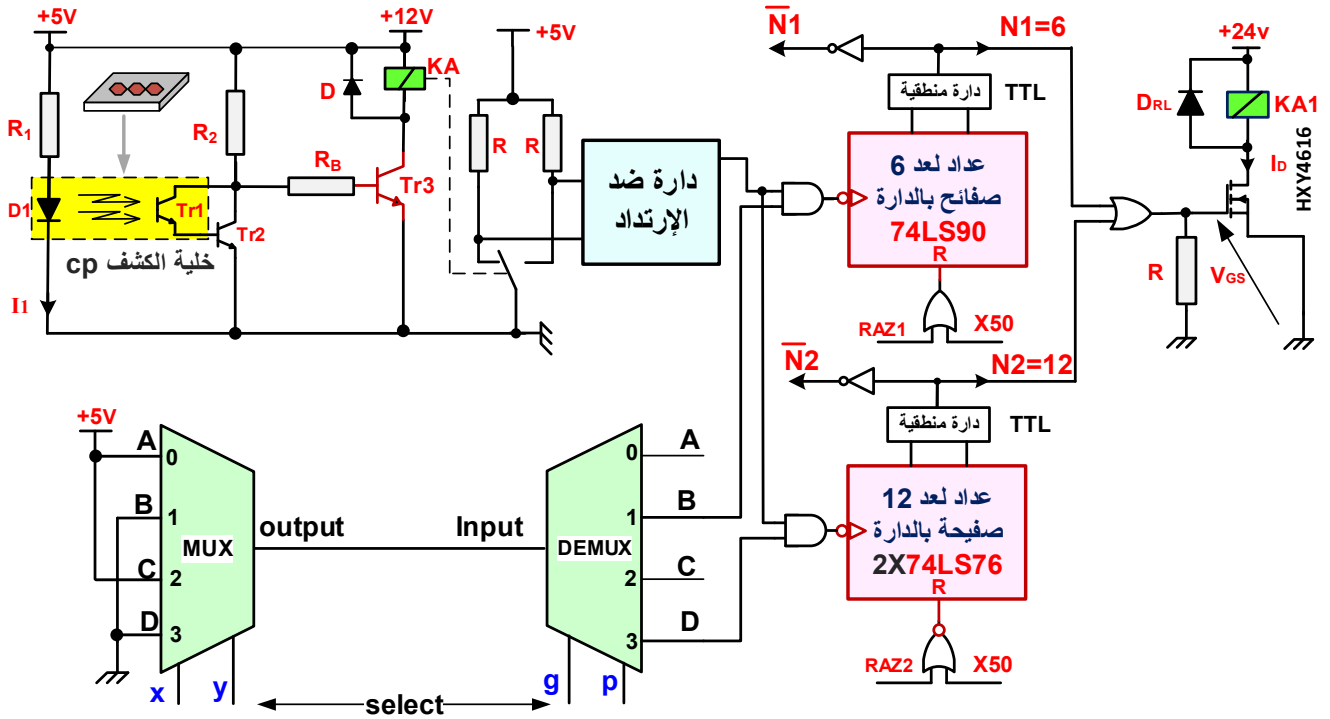 +5V
+12V
+5V
N1
N1=6
+24v
KA
D
دارة منطقية
TTL
DRL
KA1
R1
R2
R
R
RB
Tr3
دارة ضد
الإرتداد
عداد لعد 6
صفائح بالدارة
74LS90
R
ID
HXY4616
D1
Tr1
Tr2
خلية الكشف cp
I1
R
VGS
RAZ1
X50
N2
N2=12
دارة منطقية
TTL
+5V
A
0
B
1
C
2
D
3
MUX
output
Input
DEMUX
0
A
1
B
2
C
3
D
عداد لعد 12
صفيحة بالدارة
2X74LS76
R
RAZ2
X50
x
y
select
g
p